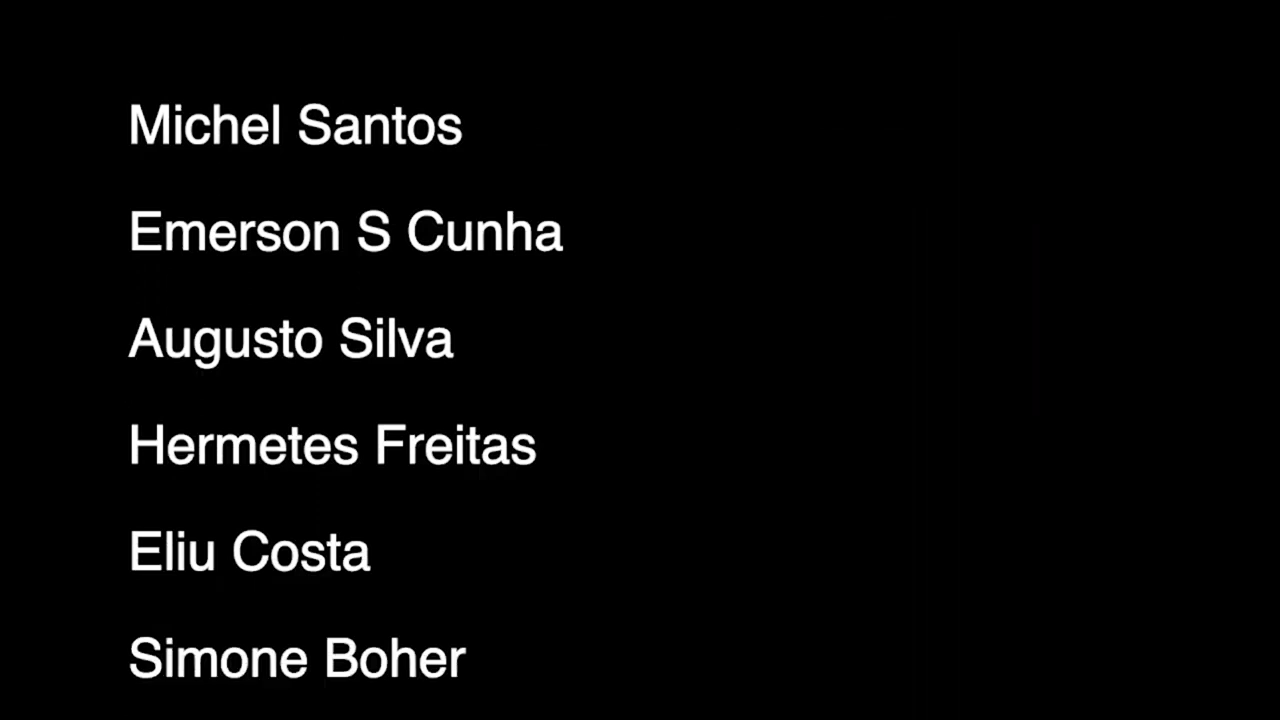 Michel Santos
Emerson S Cunha
Augusto Silva
Hermetes Freitas
Eliu Costa
Simone Boher